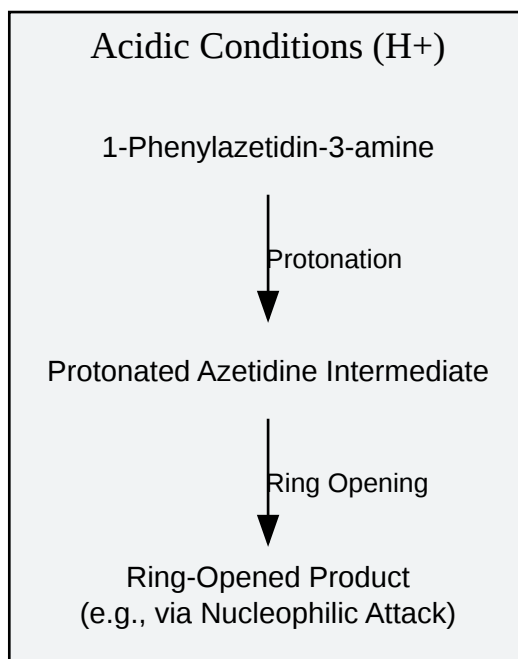 Acidic Conditions (H+)
1-Phenylazetidin-3-amine
Protonation
Protonated Azetidine Intermediate
Ring Opening
Ring-Opened Product
(e.g., via Nucleophilic Attack)